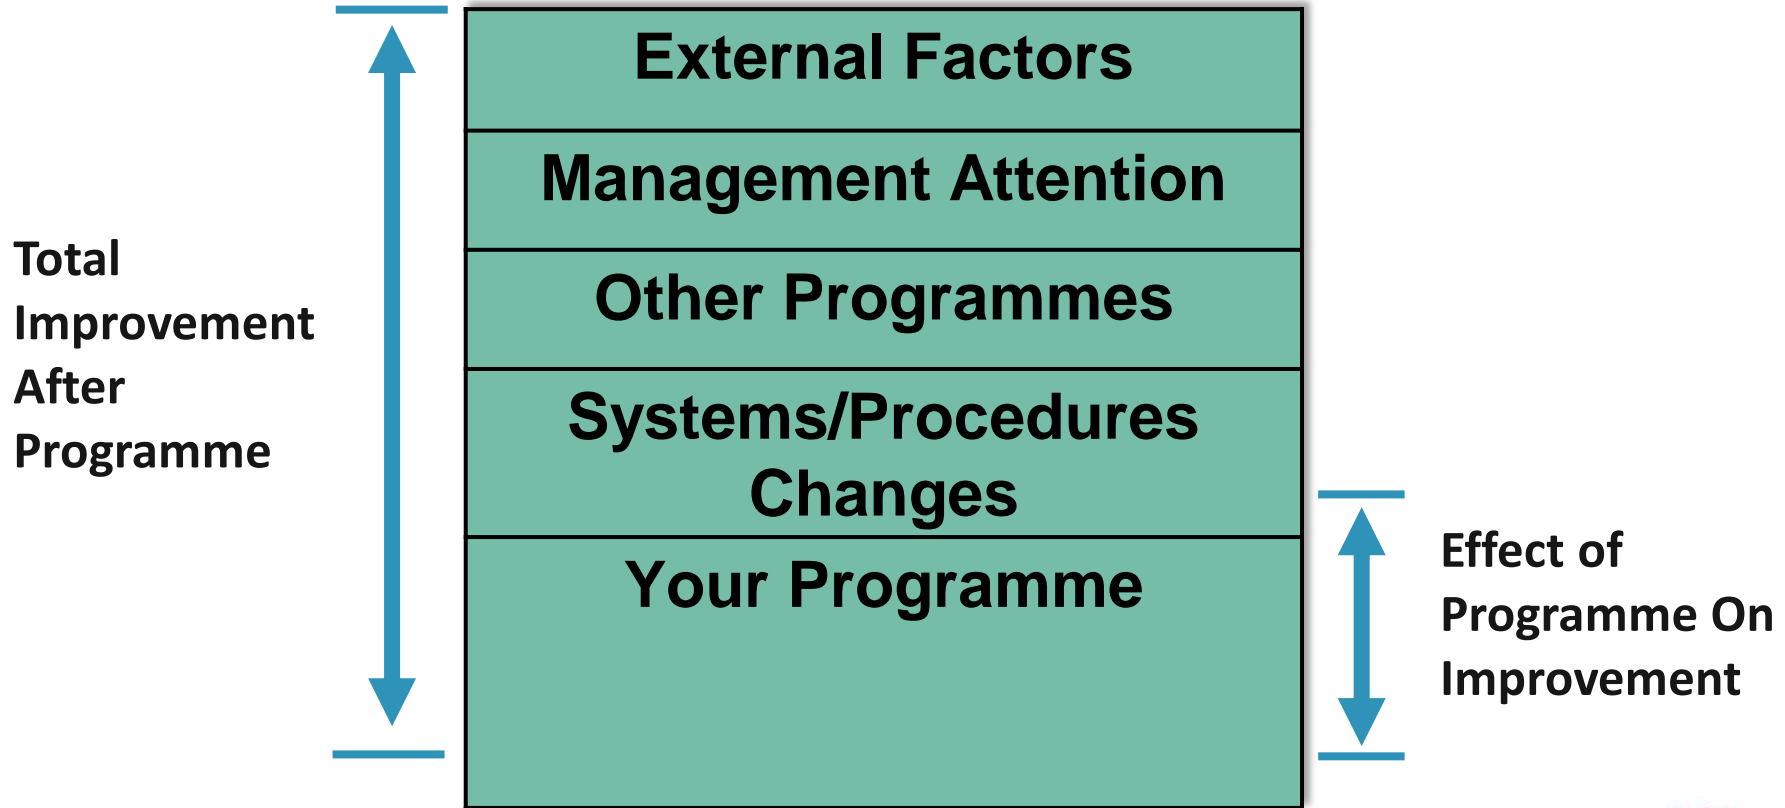 External Factors
Management Attention
Other Programmes
Systems/Procedures
Changes
Your Programme
Total
Improvement
After
Programme
Effect of
Programme On
Improvement